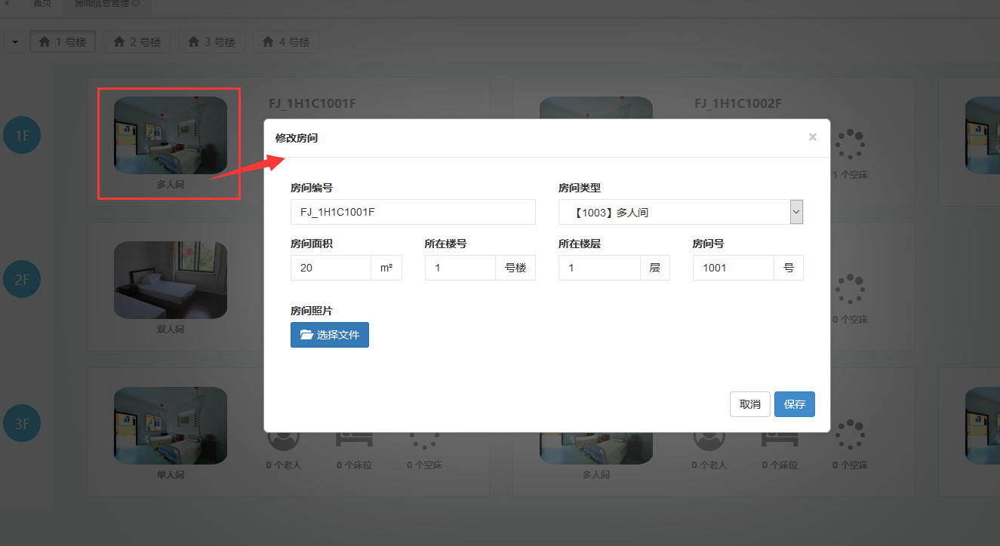 « 首页 房间信息管理
1 号楼 2 号楼 3 号楼 4 号楼
FJ_1H1C1001F FJ_1H1C1002F
1F
修改房间 ×
1 个空床
多人间
房间编号 房间类型
FJ_1H1C1001F 【1003】多人间
房间面积 所在楼号 所在楼层 房间号
20 m² 1 号楼 1 层 1001 号
2F
房间照片
选择文件
0 个空床
双人间
取消 保存
3F
0 个老人 0 个床位 0 个空床 0 个老人 0 个床位 0 个空床
单人间 多人间